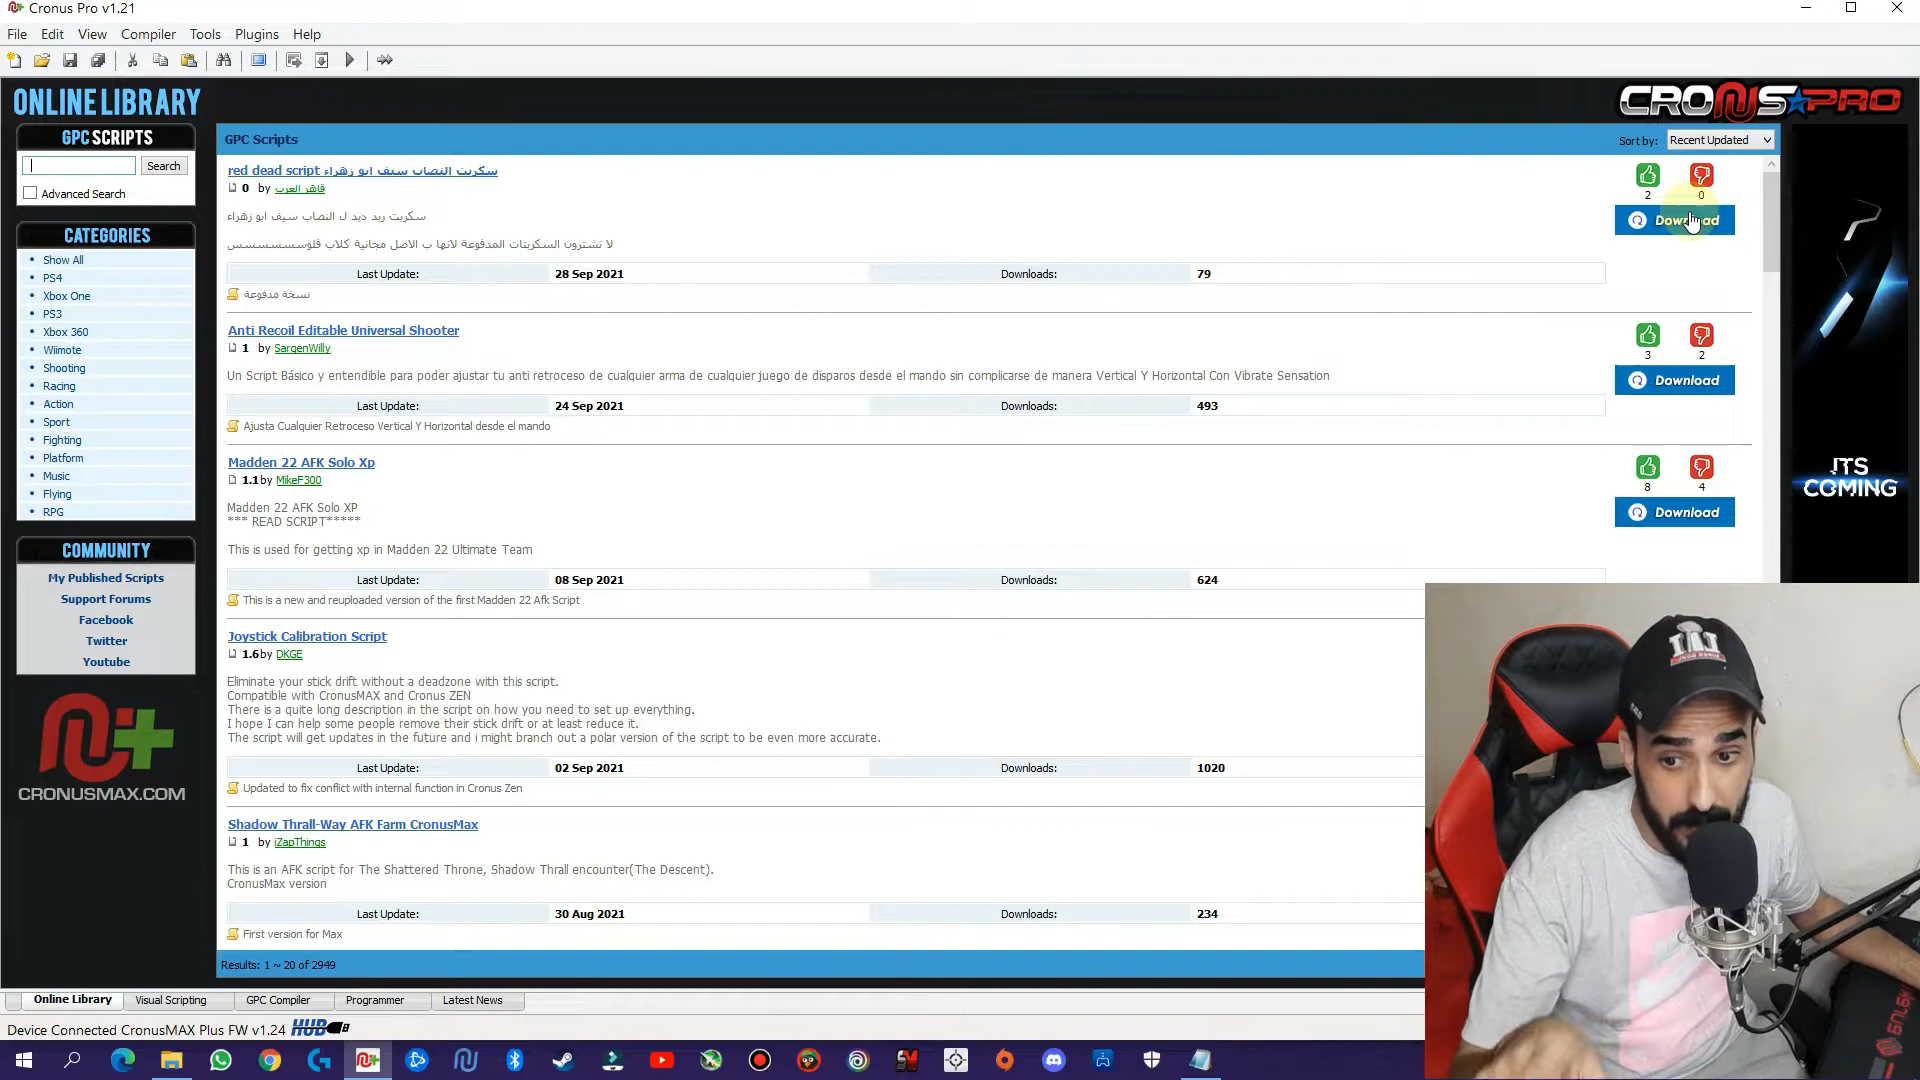 Cronus Pro v1.21
File Edit View Compiler Tools Plugins Help
ONLINE LIBRARY
CRONUS PRO
GPC SCRIPTS
Search
Advanced Search
CATEGORIES
Show All
PS4
Xbox One
PS3
Xbox 360
Wiimote
Shooting
Racing
Action
Sport
Fighting
Platform
Music
Flying
RPG
COMMUNITY
My Published Scripts
Support Forums
Facebook
Twitter
Youtube
CRONUSMAX.COM
GPC Scripts
Sort by: Recent Updated
red dead script سكربت النصاب سيف ابو زهراء
0 by قاهر العرب
2 0
Download
سكربت ريد ديد ل النصاب سيف ابو زهراء
لا تشترون السكربتات المدفوعة لانها ب الاصل مجانية كلاب فلوسسسسسس
Last Update: 28 Sep 2021 Downloads: 79
نسخة مدفوعة
Anti Recoil Editable Universal Shooter
1 by SargenWilly
3 2
Download
Un Script Básico y entendible para poder ajustar tu anti retroceso de cualquier arma de cualquier juego de disparos desde el mando sin complicarse de manera Vertical Y Horizontal Con Vibrate Sensation
Last Update: 24 Sep 2021 Downloads: 493
Ajusta Cualquier Retroceso Vertical Y Horizontal desde el mando
Madden 22 AFK Solo Xp
1.1 by MikeF300
8 4
Download
Madden 22 AFK Solo XP
*** READ SCRIPT*****
This is used for getting xp in Madden 22 Ultimate Team
Last Update: 08 Sep 2021 Downloads: 624
This is a new and reuploaded version of the first Madden 22 Afk Script
Joystick Calibration Script
1.6 by DKGE
Eliminate your stick drift without a deadzone with this script.
Compatible with CronusMAX and Cronus ZEN
There is a quite long description in the script on how you need to set up everything.
I hope I can help some people remove their stick drift or at least reduce it.
The script will get updates in the future and i might branch out a polar version of the script to be even more accurate.
Last Update: 02 Sep 2021 Downloads: 1020
Updated to fix conflict with internal function in Cronus Zen
Shadow Thrall-Way AFK Farm CronusMax
1 by iZapThings
This is an AFK script for The Shattered Throne, Shadow Thrall encounter(The Descent).
CronusMax version
Last Update: 30 Aug 2021 Downloads: 234
First version for Max
Results: 1 ~ 20 of 2949
ITS
COMING
Online Library Visual Scripting GPC Compiler Programmer Latest News
Device Connected CronusMAX Plus FW v1.24 HUB